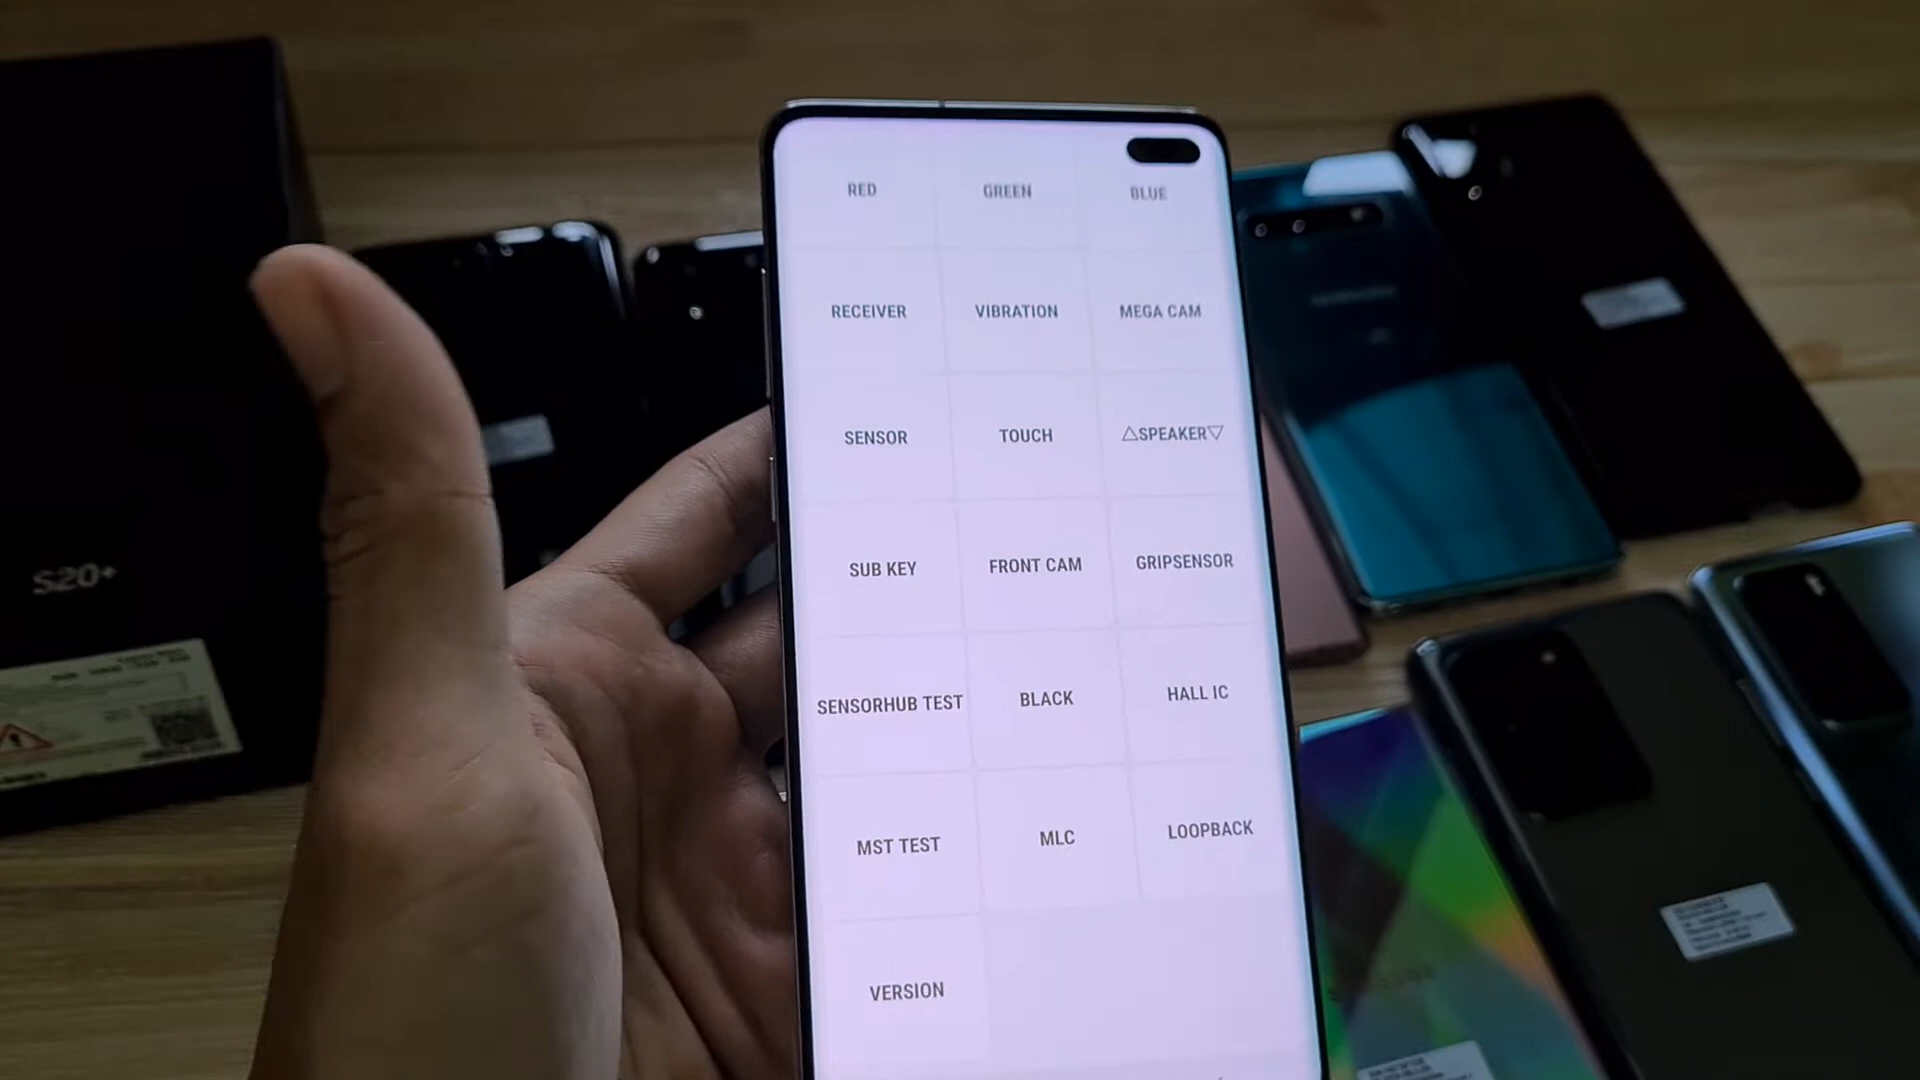 RED GREEN BLUE
RECEIVER VIBRATION MEGA CAM
SENSOR TOUCH △SPEAKER▽
SUB KEY FRONT CAM GRIPSENSOR
SENSORHUB TEST BLACK HALL IC
MST TEST MLC LOOPBACK
VERSION
S20+